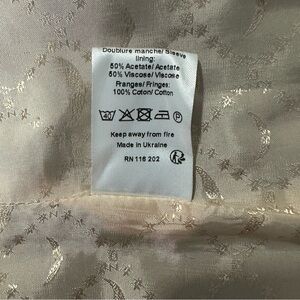 Doublure manche/ Sleeve
lining:
50% Acetate/ Acetate
50% Viscose/ Viscose
Franges/ Fringes:
100% Coton/ Cotton
Keep away from fire
Made in Ukraine
RN 116 202